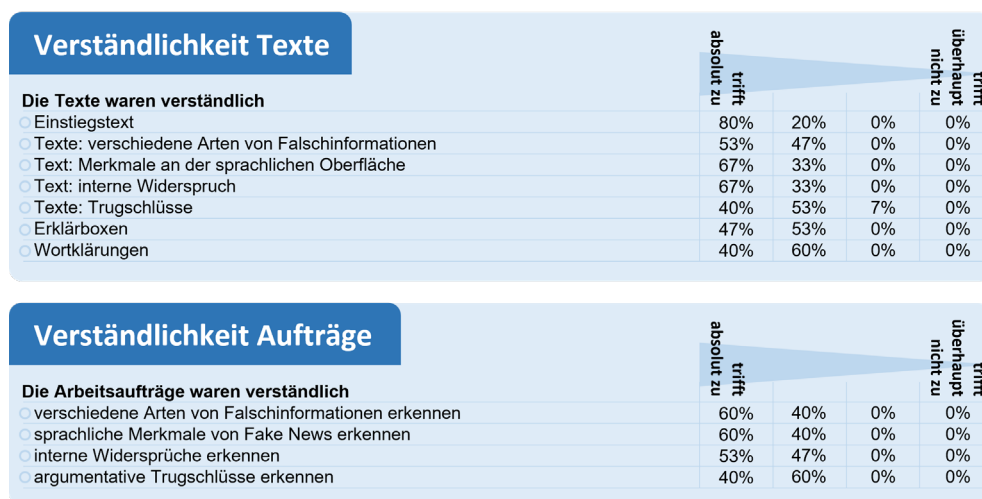 Verständlichkeit Texte
trifft
absolut zu
trifft
überhaupt
nicht zu
Die Texte waren verständlich
Einstiegstext 80% 20% 0% 0%
Texte: verschiedene Arten von Falschinformationen 53% 47% 0% 0%
Text: Merkmale an der sprachlichen Oberfläche 67% 33% 0% 0%
Text: interne Widerspruch 67% 33% 0% 0%
Texte: Trugschlüsse 40% 53% 7% 0%
Erklärboxen 47% 53% 0% 0%
Wortklärungen 40% 60% 0% 0%
Verständlichkeit Aufträge
trifft
absolut zu
trifft
überhaupt
nicht zu
Die Arbeitsaufträge waren verständlich
verschiedene Arten von Falschinformationen erkennen 60% 40% 0% 0%
sprachliche Merkmale von Fake News erkennen 60% 40% 0% 0%
interne Widersprüche erkennen 53% 47% 0% 0%
argumentative Trugschlüsse erkennen 40% 60% 0% 0%